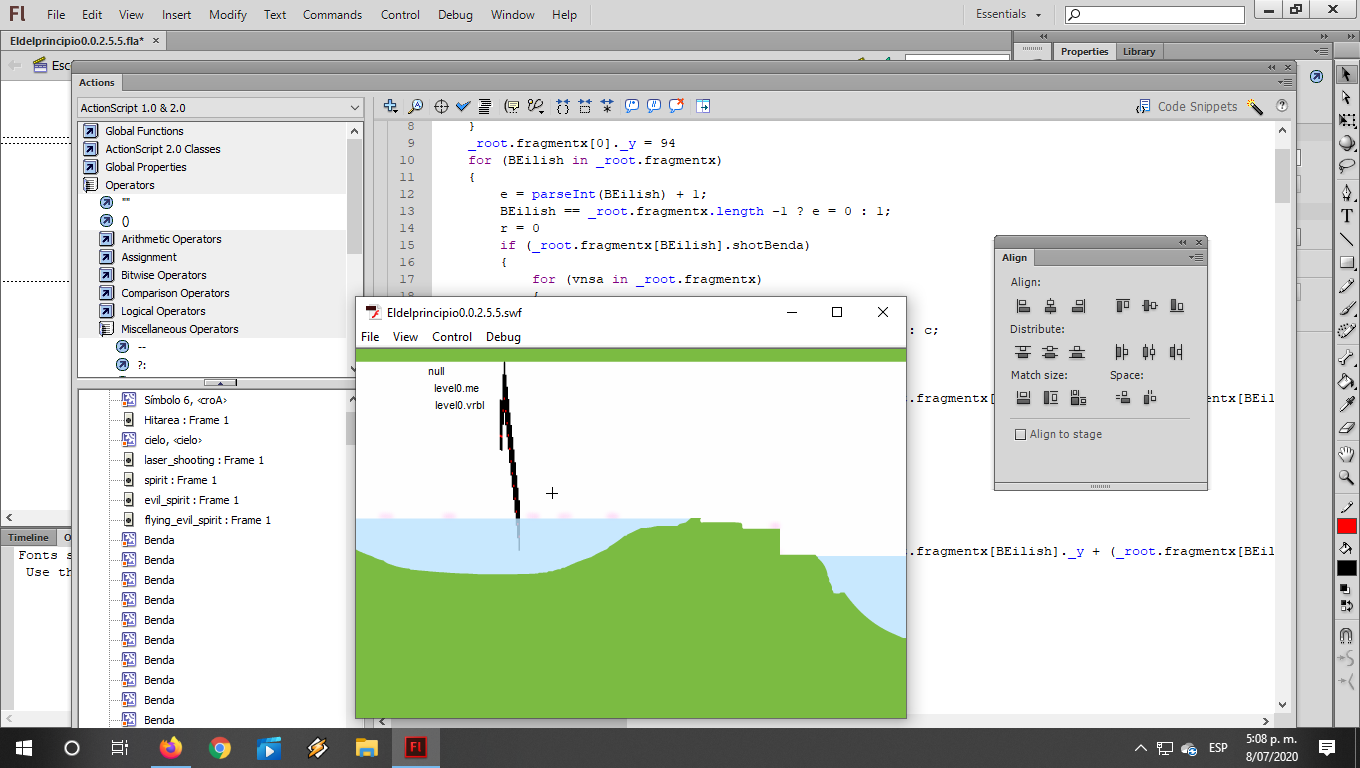 Fl File Edit View Insert Modify Text Commands Control Debug Window Help Essentials
Eldelprincipio0.0.2.5.5.fla* ×
Properties Library
Esc
Actions
ActionScript 1.0 & 2.0
Code Snippets
Global Functions
ActionScript 2.0 Classes
Global Properties
Operators
""
()
Arithmetic Operators
Assignment
Bitwise Operators
Comparison Operators
Logical Operators
Miscellaneous Operators
--
?:
8 }
9 _root.fragmentx[0]._y = 94
10 for (BEilish in _root.fragmentx)
11 {
12 e = parseInt(BEilish) + 1;
13 BEilish == _root.fragmentx.length -1 ? e = 0 : 1;
14 r = 0
15 if (_root.fragmentx[BEilish].shotBenda)
16 {
17 for (vnsa in _root.fragmentx)
18 {
: c;
.fragmentx[BEilish]._y + (_root.fragmentx[BEil
Símbolo 6, <croA>
Hitarea : Frame 1
cielo, <cielo>
laser_shooting : Frame 1
spirit : Frame 1
evil_spirit : Frame 1
flying_evil_spirit : Frame 1
Benda
Benda
Benda
Benda
Benda
Benda
Benda
Benda
Benda
Benda
Timeline O
Fonts s
Use th
Eldelprincipio0.0.2.5.5.swf
File View Control Debug
null
level0.me
level0.vrbl
Align
Align:
Distribute:
Match size: Space:
Align to stage
Fl
ESP
5:08 p. m.
8/07/2020